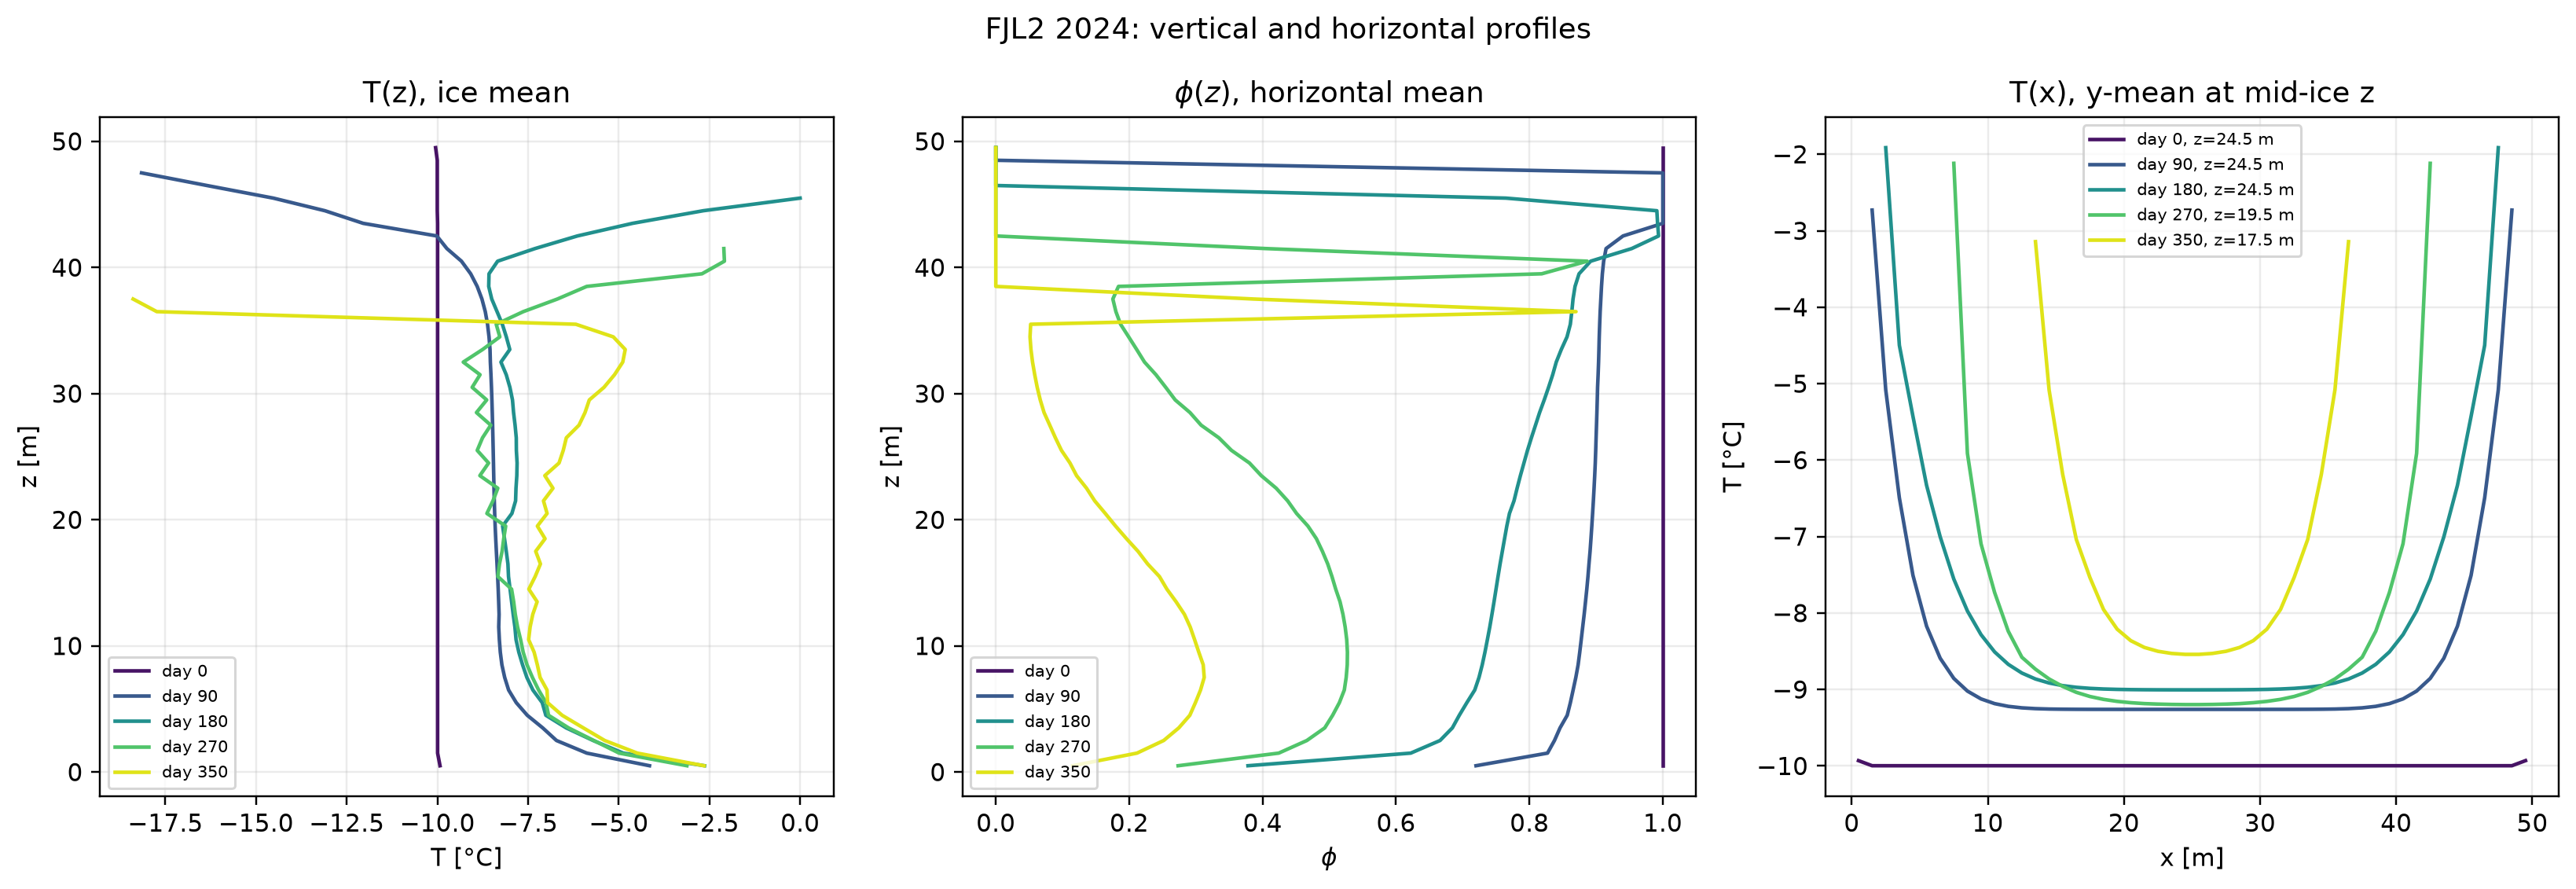 FJL2 2024: vertical and horizontal profiles
T(z), ice mean
50
40
30
20
10
0
z [m]
−17.5 −15.0 −12.5 −10.0 −7.5 −5.0 −2.5 0.0
T [°C]
day 0
day 90
day 180
day 270
day 350
ϕ(z), horizontal mean
50
40
30
20
10
0
z [m]
0.0 0.2 0.4 0.6 0.8 1.0
ϕ
day 0
day 90
day 180
day 270
day 350
T(x), y-mean at mid-ice z
−2
−3
−4
−5
−6
−7
−8
−9
−10
T [°C]
0 10 20 30 40 50
x [m]
day 0, z=24.5 m
day 90, z=24.5 m
day 180, z=24.5 m
day 270, z=19.5 m
day 350, z=17.5 m